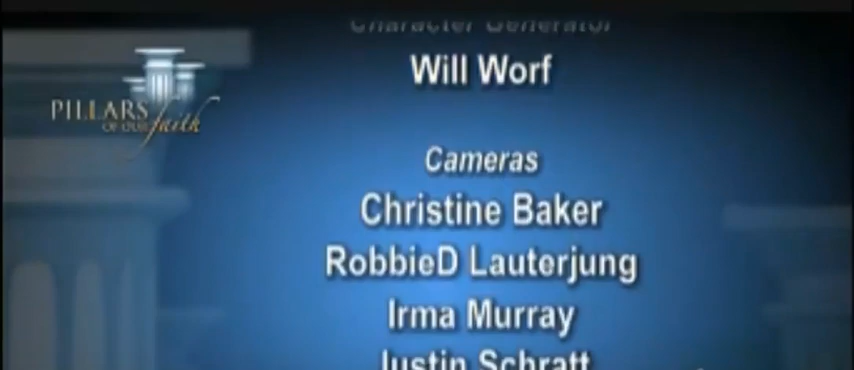 Character Generator
Will Worf
PILLARS
OF OUR faith
Cameras
Christine Baker
RobbieD Lauterjung
Irma Murray
Justin Schratt